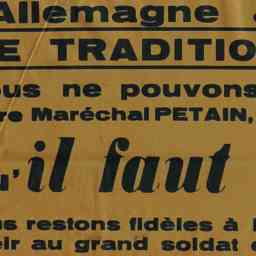 Allemagne
E TRADITIO
ous ne pouvons
re Maréchal PETAIN,
u'il faut
s restons fidèles à l
ir au grand soldat